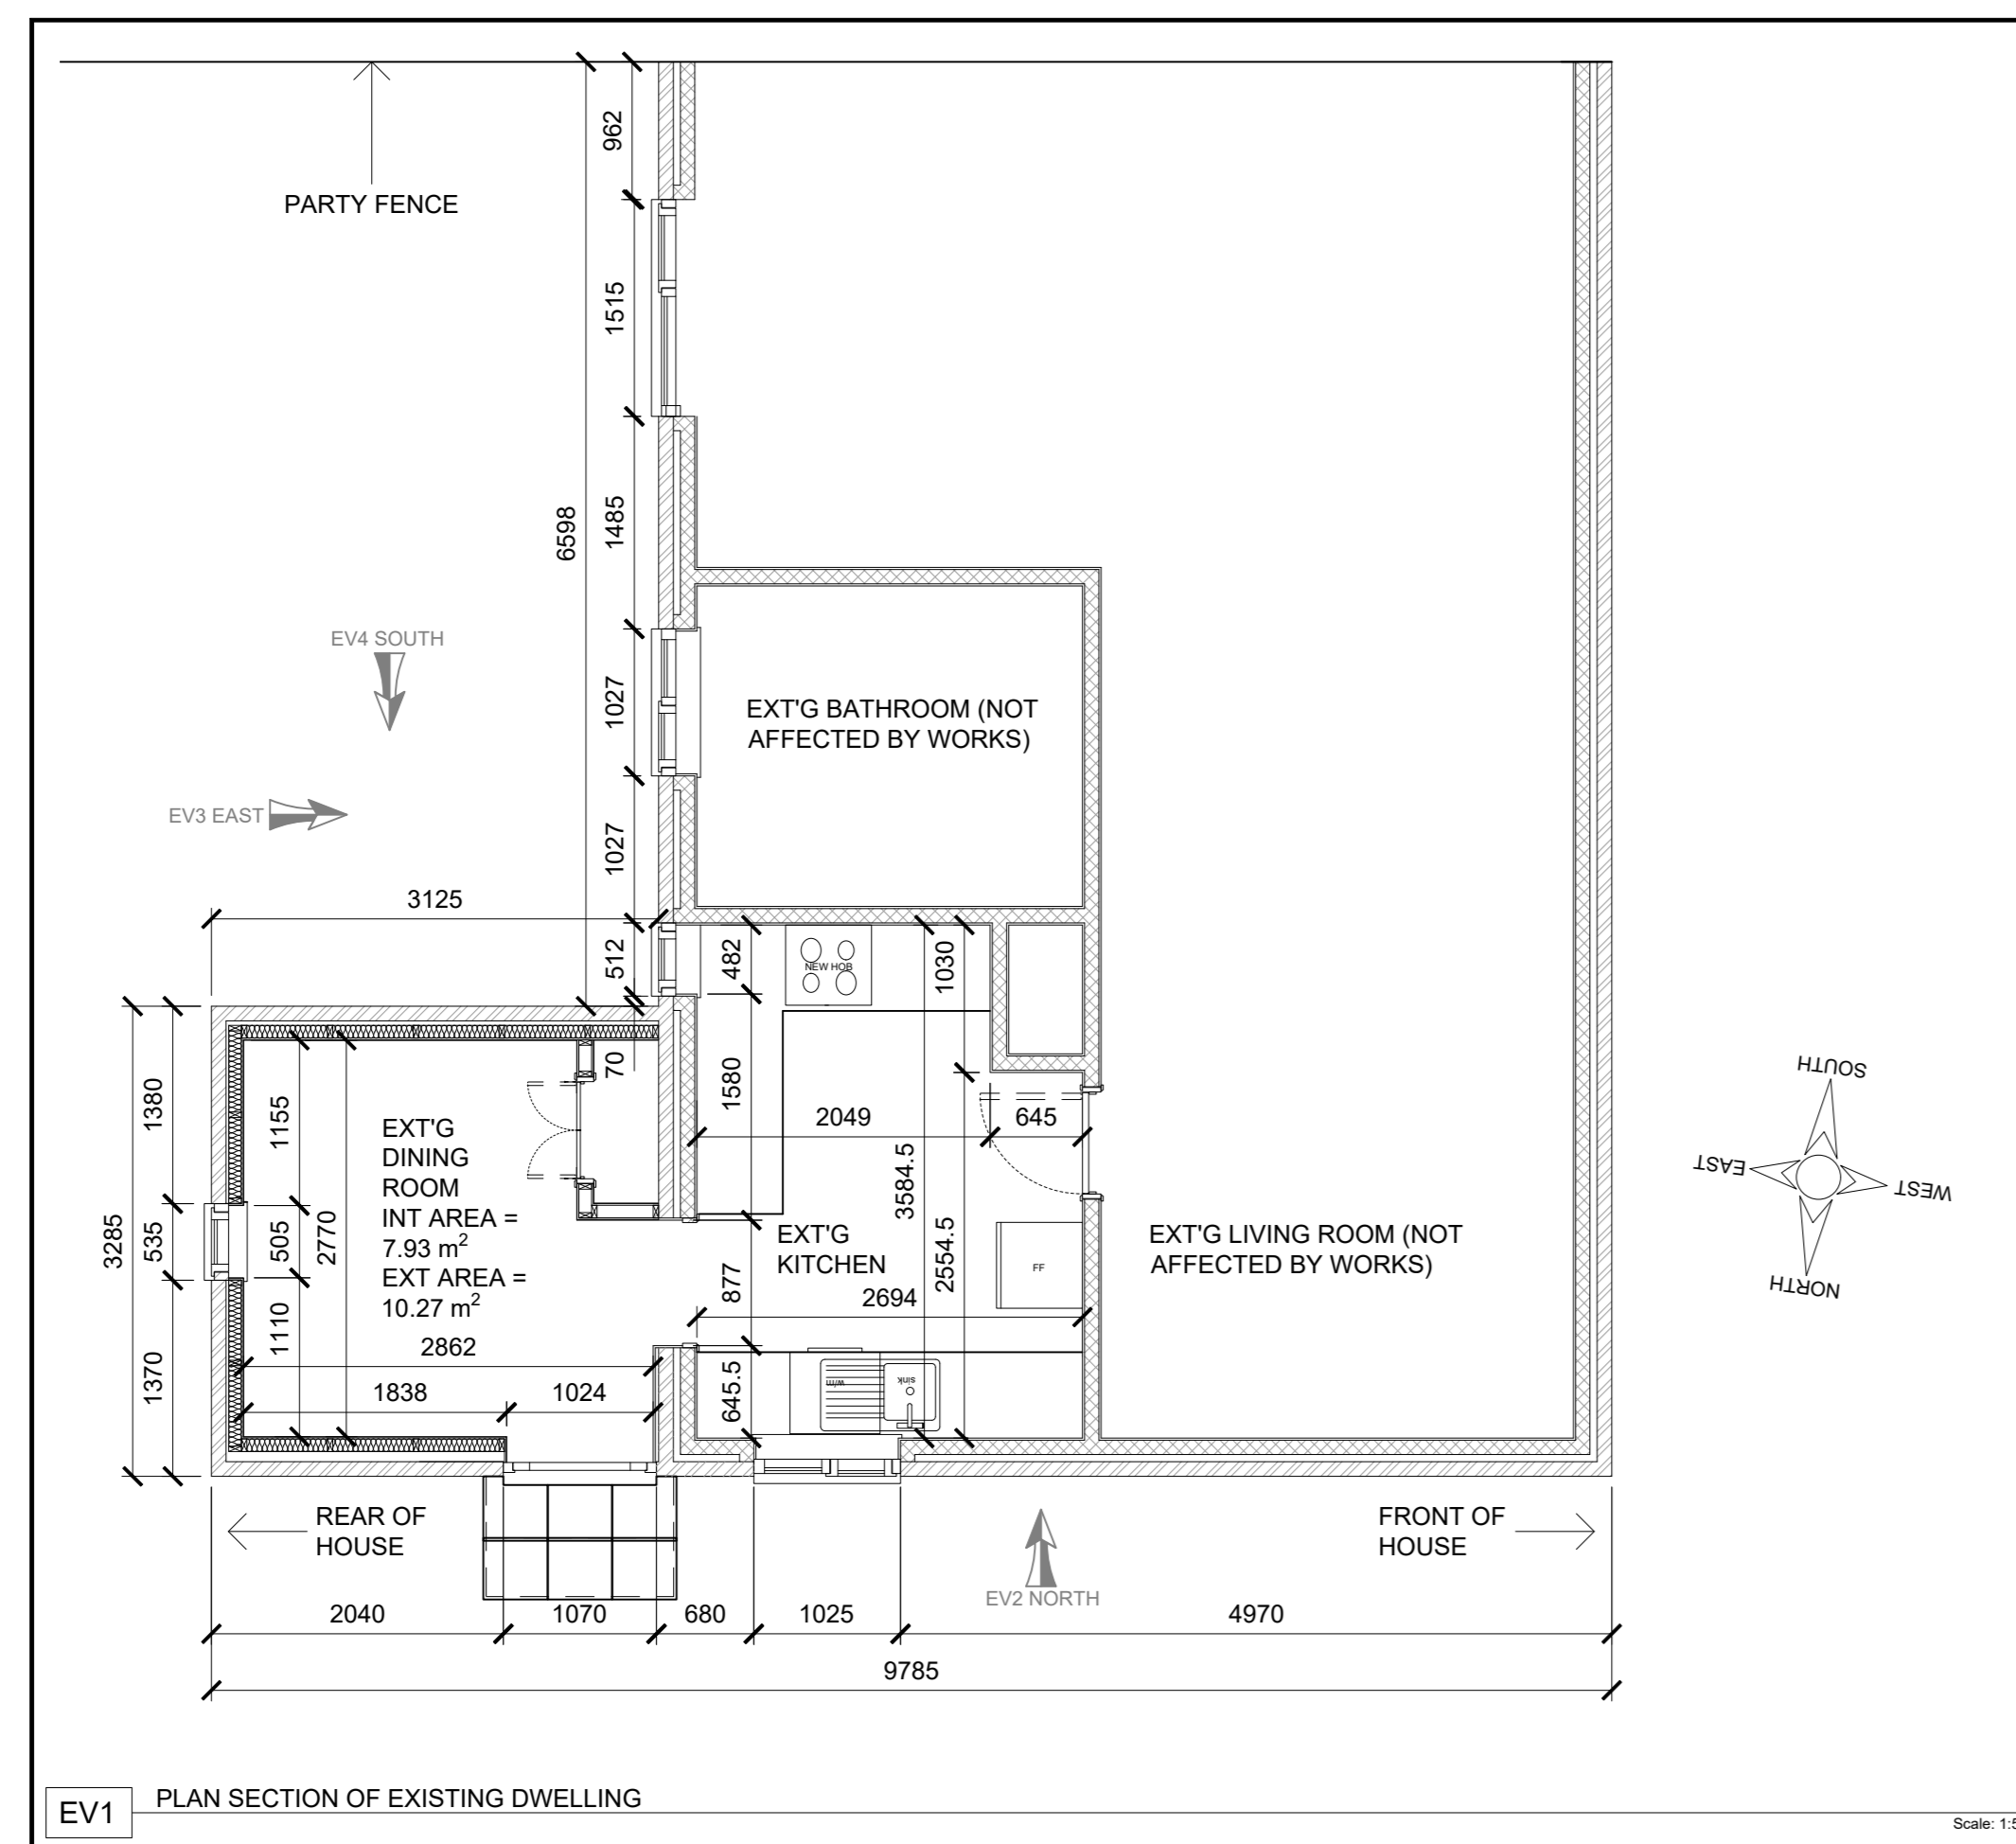 962
PARTY FENCE
1515
6598
1485
EV4 SOUTH
1027
EXT'G BATHROOM (NOT
AFFECTED BY WORKS)
EV3 EAST
1027
3125
512
482
NEW HOB
1030
70
1580
1380
1155
EXT'G
DINING
ROOM
INT AREA =
7.93 m²
EXT AREA =
10.27 m²
2049
645
3584.5
3285
535
505
2770
877
EXT'G
KITCHEN
2554.5
FF
EXT'G LIVING ROOM (NOT
AFFECTED BY WORKS)
2694
1370
1110
2862
1838
1024
645.5
w/m
sink
SOUTH
EAST
WEST
NORTH
REAR OF
HOUSE
FRONT OF
HOUSE
EV2 NORTH
2040
1070
680
1025
4970
9785
EV1
PLAN SECTION OF EXISTING DWELLING
Scale: 1:5